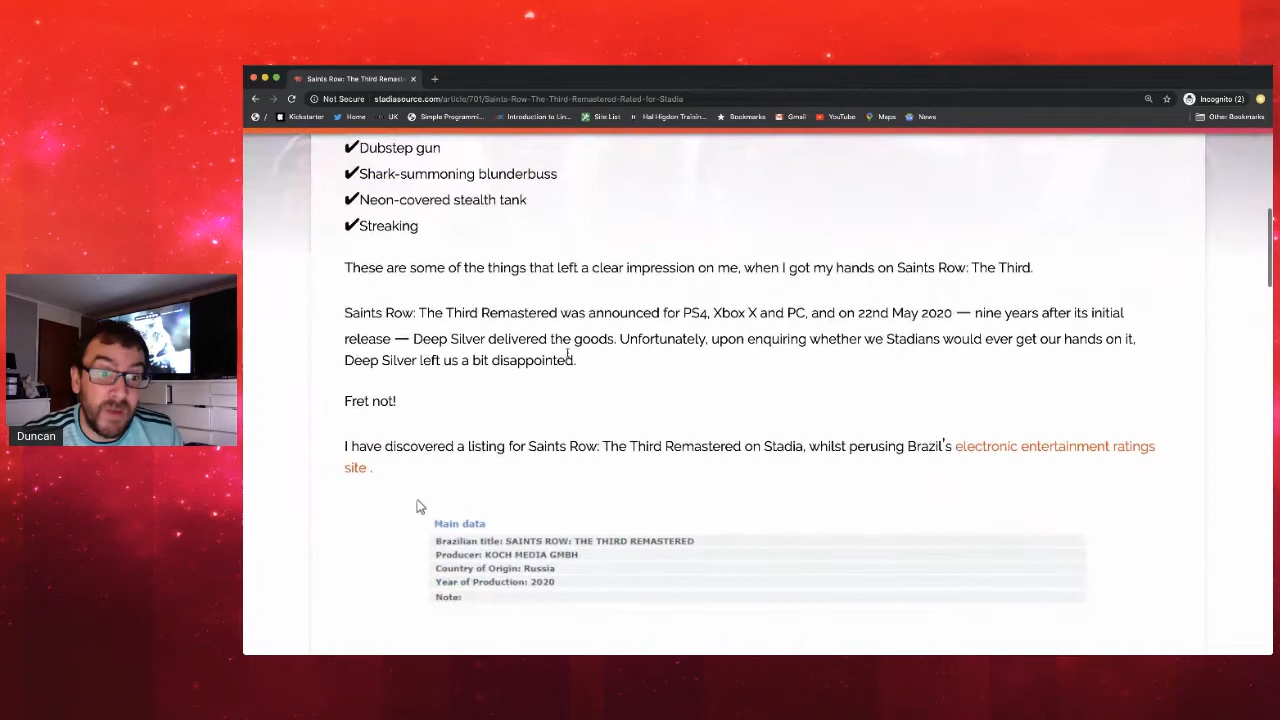 Saints Row: The Third Remast
Not Secure
stadiasource.com/article/701/Saints-Row-The-Third-Remastered-Rated-for-Stadia
Incognito (2)
/ Kickstarter Home UK Simple Programmi... Introduction to Lin... Site List Hal Higdon Training... Bookmarks Gmail YouTube Maps News Other Bookmarks
✔Dubstep gun
✔Shark-summoning blunderbuss
✔Neon-covered stealth tank
✔Streaking
These are some of the things that left a clear impression on me, when I got my hands on Saints Row: The Third.
Saints Row: The Third Remastered was announced for PS4, Xbox X and PC, and on 22nd May 2020 — nine years after its initial
release — Deep Silver delivered the goods. Unfortunately, upon enquiring whether we Stadians would ever get our hands on it,
Deep Silver left us a bit disappointed.
Fret not!
I have discovered a listing for Saints Row: The Third Remastered on Stadia, whilst perusing Brazil's electronic entertainment ratings
site .
Main data
Brazilian title: SAINTS ROW: THE THIRD REMASTERED
Producer: KOCH MEDIA GMBH
Country of Origin: Russia
Year of Production: 2020
Note:
Duncan